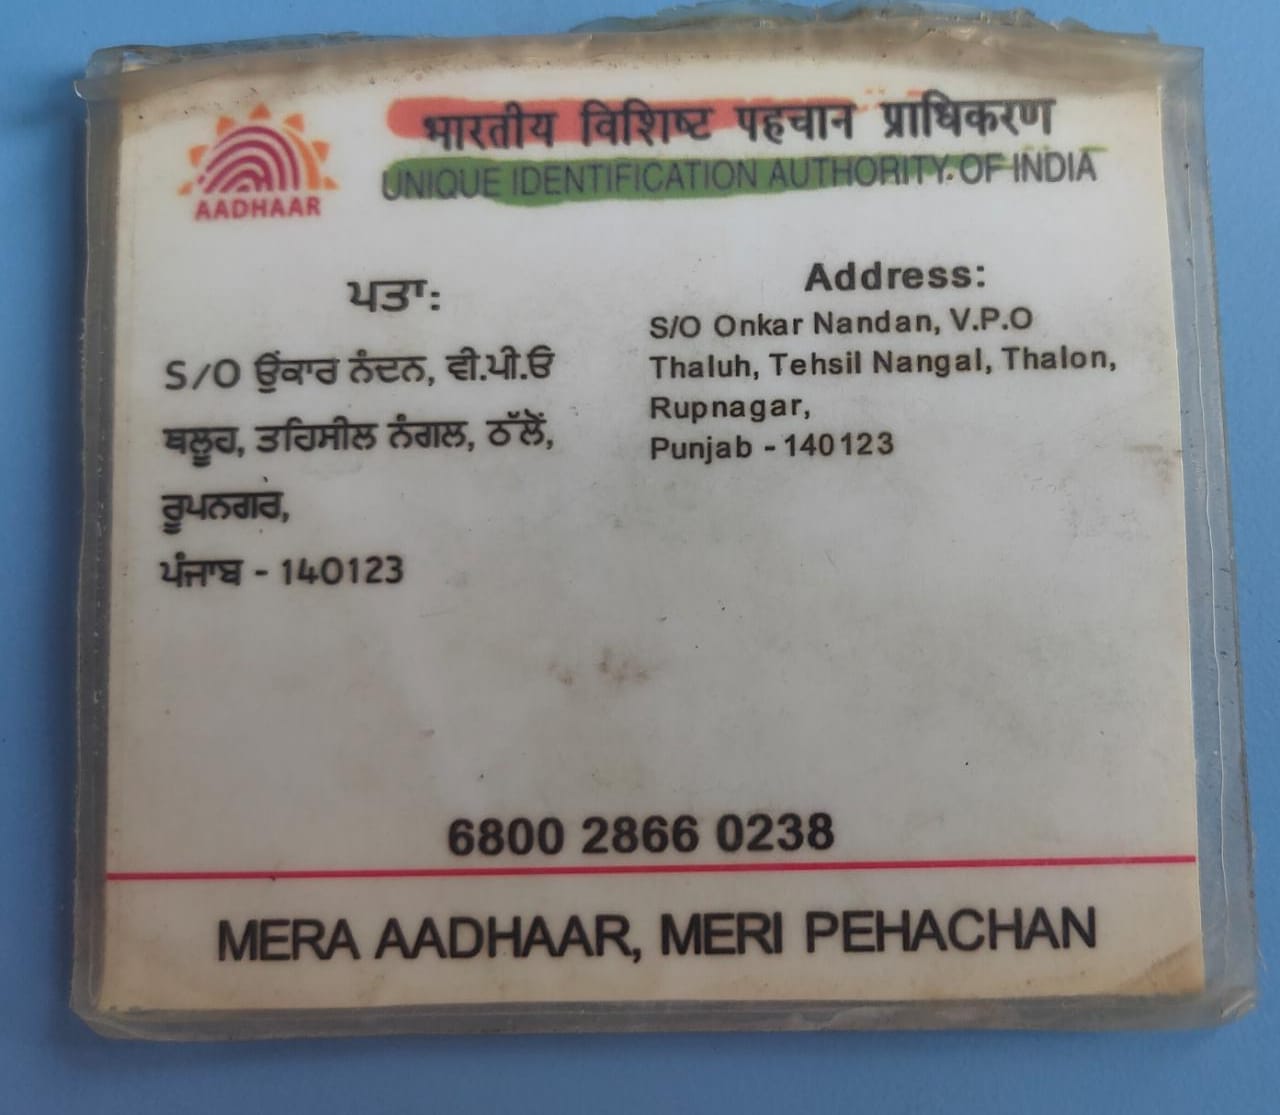 भारतीय विशिष्ट पहचान प्राधिकरण
UNIQUE IDENTIFICATION AUTHORITY OF INDIA
AADHAAR
ਪਤਾ:
S/O ਉਂਕਾਰ ਨੰਦਨ, ਵੀ.ਪੀ.ਓ
ਥਲੂਹ, ਤਹਿਸੀਲ ਨੰਗਲ, ਠੱਲੋਂ,
ਰੂਪਨਗਰ,
ਪੰਜਾਬ - 140123
Address:
S/O Onkar Nandan, V.P.O
Thaluh, Tehsil Nangal, Thalon,
Rupnagar,
Punjab - 140123
6800 2866 0238
MERA AADHAAR, MERI PEHACHAN